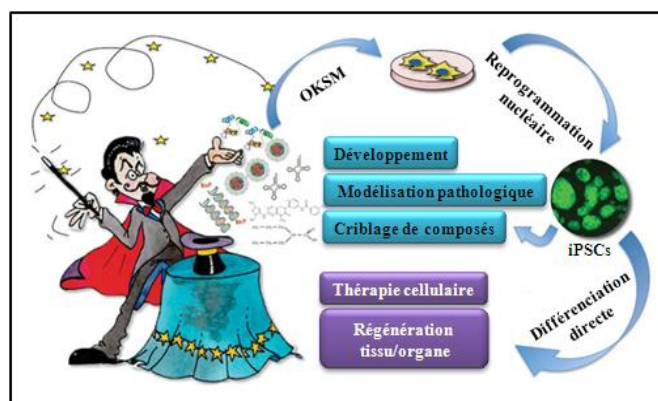 OKSM
Reprogrammation
nucléaire
Développement
Modélisation pathologique
Criblage de composés
iPSCs
Thérapie cellulaire
Régénération
tissu/organe
Différenciation
directe